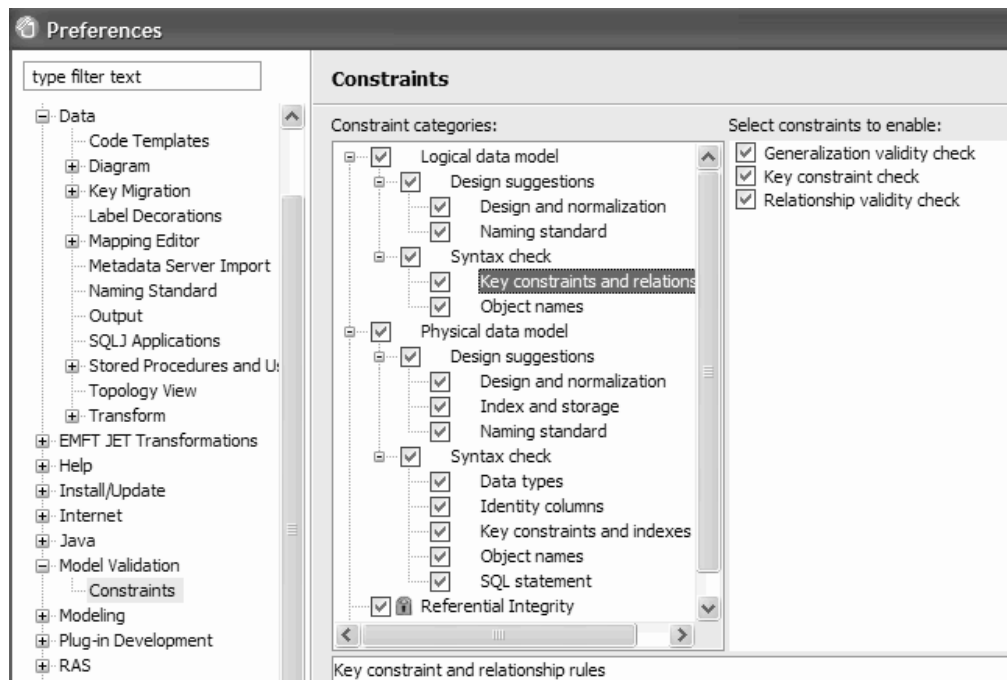 Preferences
type filter text
Data
Code Templates
Diagram
Key Migration
Label Decorations
Mapping Editor
Metadata Server Import
Naming Standard
Output
SQLJ Applications
Stored Procedures and
Topology View
Transform
EMFT JET Transformations
Help
Install/Update
Internet
Java
Model Validation
Constraints
Modeling
Plug-in Development
RAS
Constraints
Constraint categories:
Logical data model
Design suggestions
Design and normalization
Naming standard
Syntax check
Key constraints and relations
Object names
Physical data model
Design suggestions
Design and normalization
Index and storage
Naming standard
Syntax check
Data types
Identity columns
Key constraints and indexes
Object names
SQL statement
Referential Integrity
Key constraint and relationship rules
Select constraints to enable:
Generalization validity check
Key constraint check
Relationship validity check